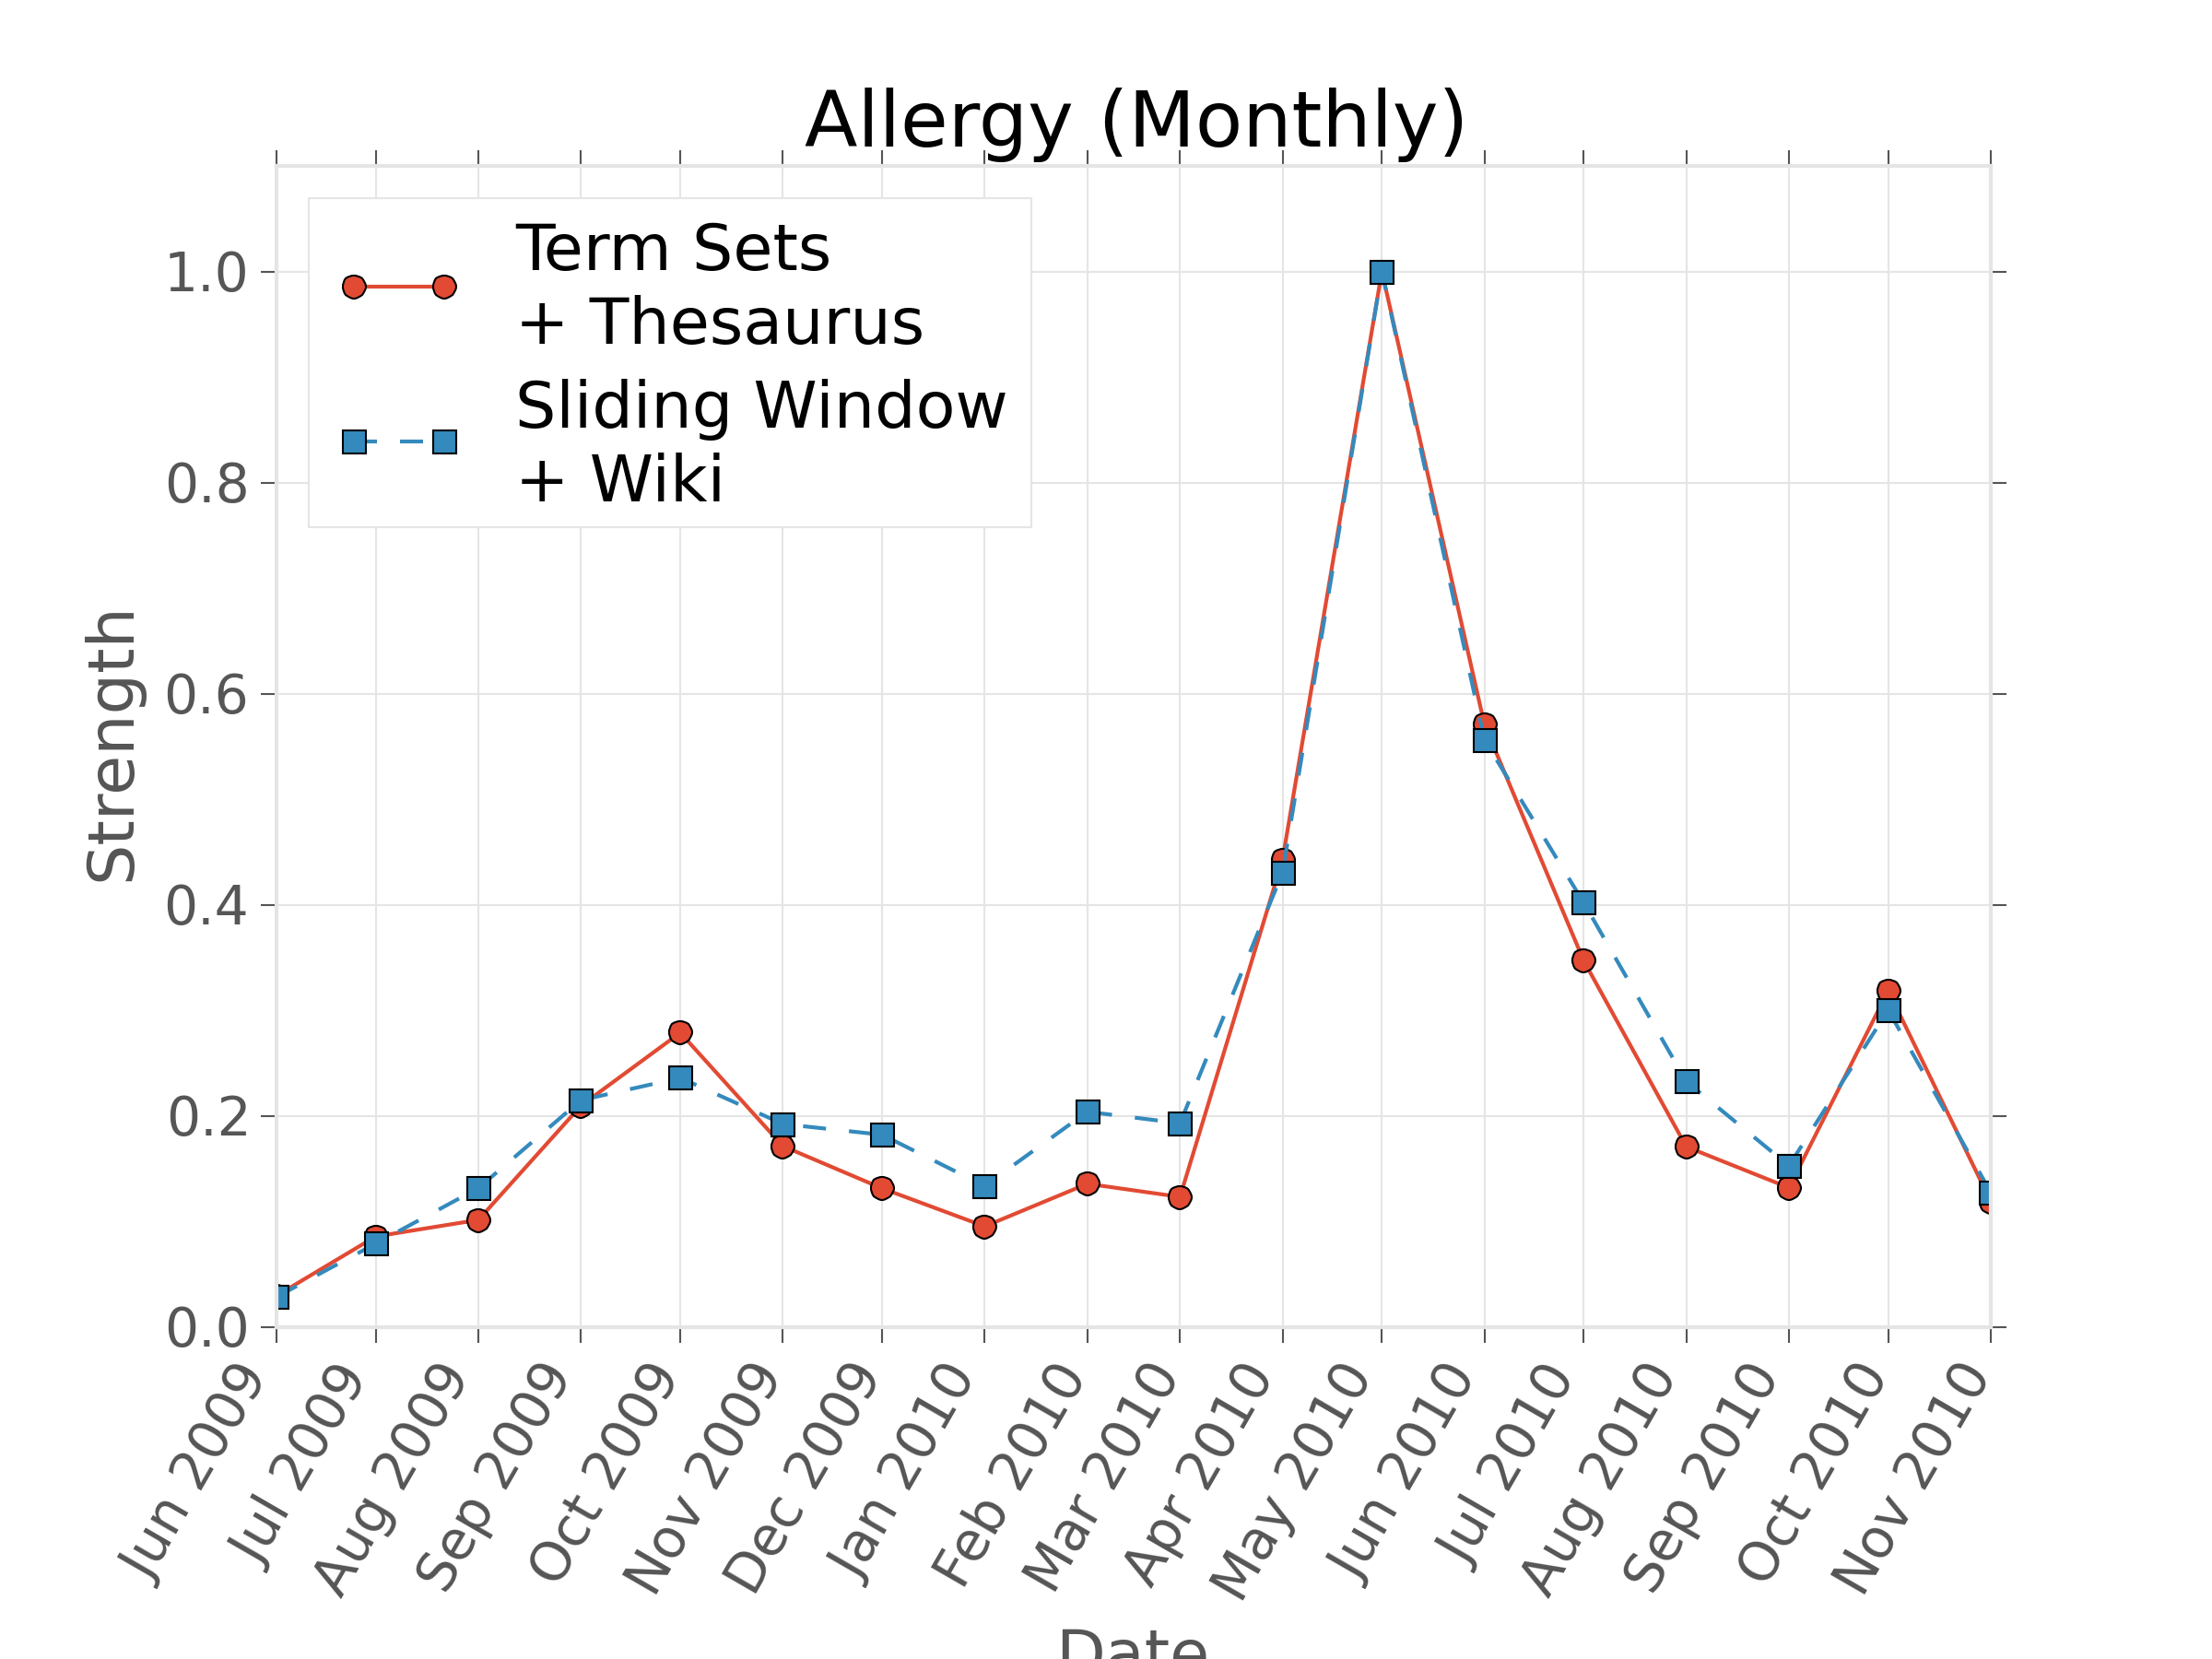 Allergy (Monthly)
Term Sets
+ Thesaurus
Sliding Window
+ Wiki
1.0
0.8
0.6
0.4
0.2
0.0
Strength
Jun 2009
Jul 2009
Aug 2009
Sep 2009
Oct 2009
Nov 2009
Dec 2009
Jan 2010
Feb 2010
Mar 2010
Apr 2010
May 2010
Jun 2010
Jul 2010
Aug 2010
Sep 2010
Oct 2010
Nov 2010
Date